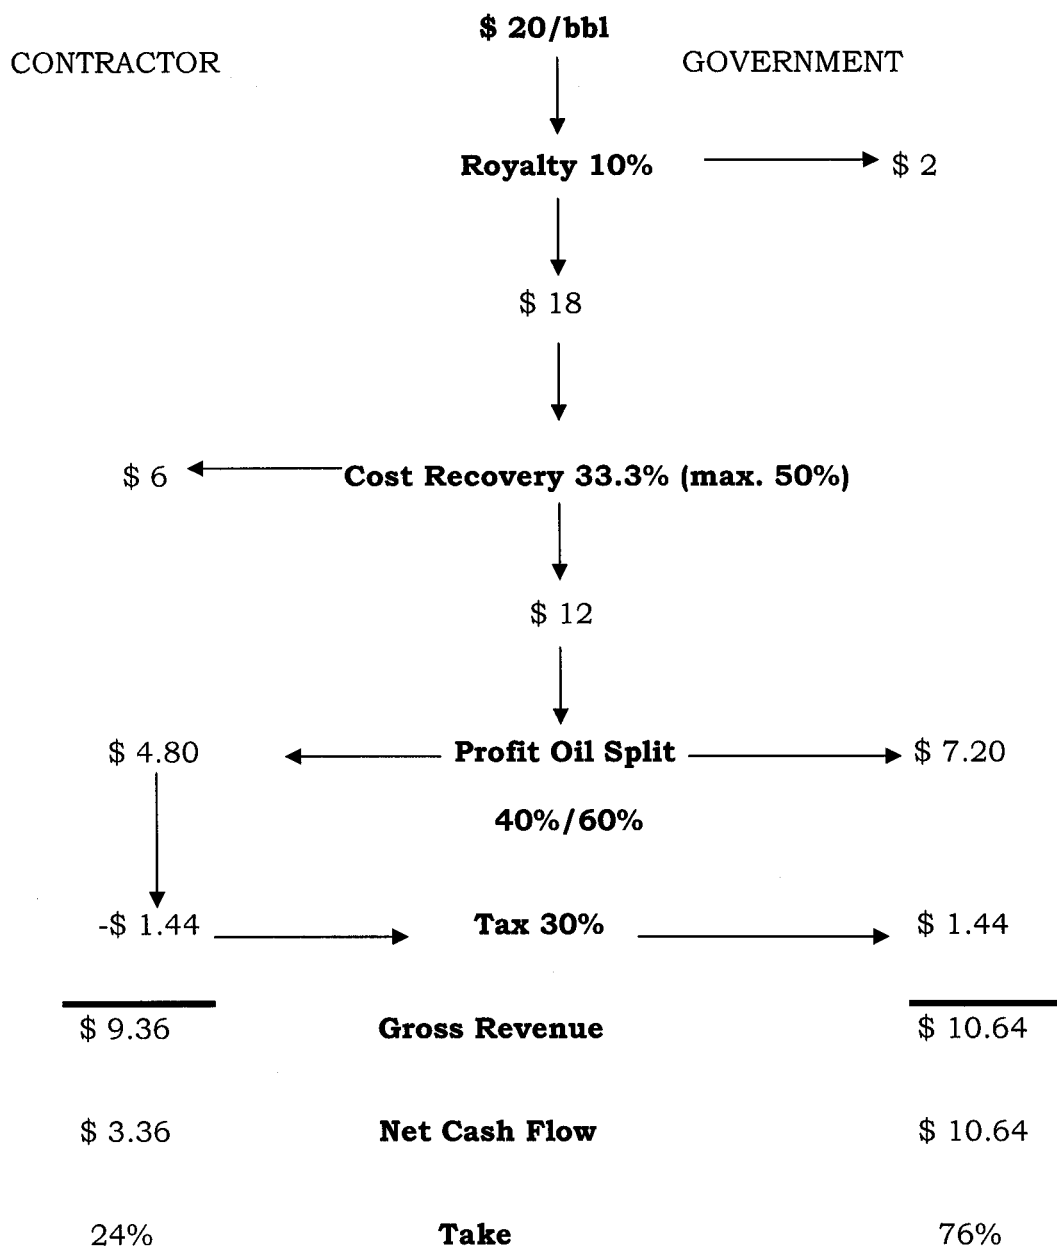 $ 20/bbl
CONTRACTOR GOVERNMENT
Royalty 10% $ 2
$ 18
$ 6 Cost Recovery 33.3% (max. 50%)
$ 12
$ 4.80 Profit Oil Split $ 7.20
40%/60%
-$ 1.44 Tax 30% $ 1.44
$ 9.36 Gross Revenue $ 10.64
$ 3.36 Net Cash Flow $ 10.64
24% Take 76%